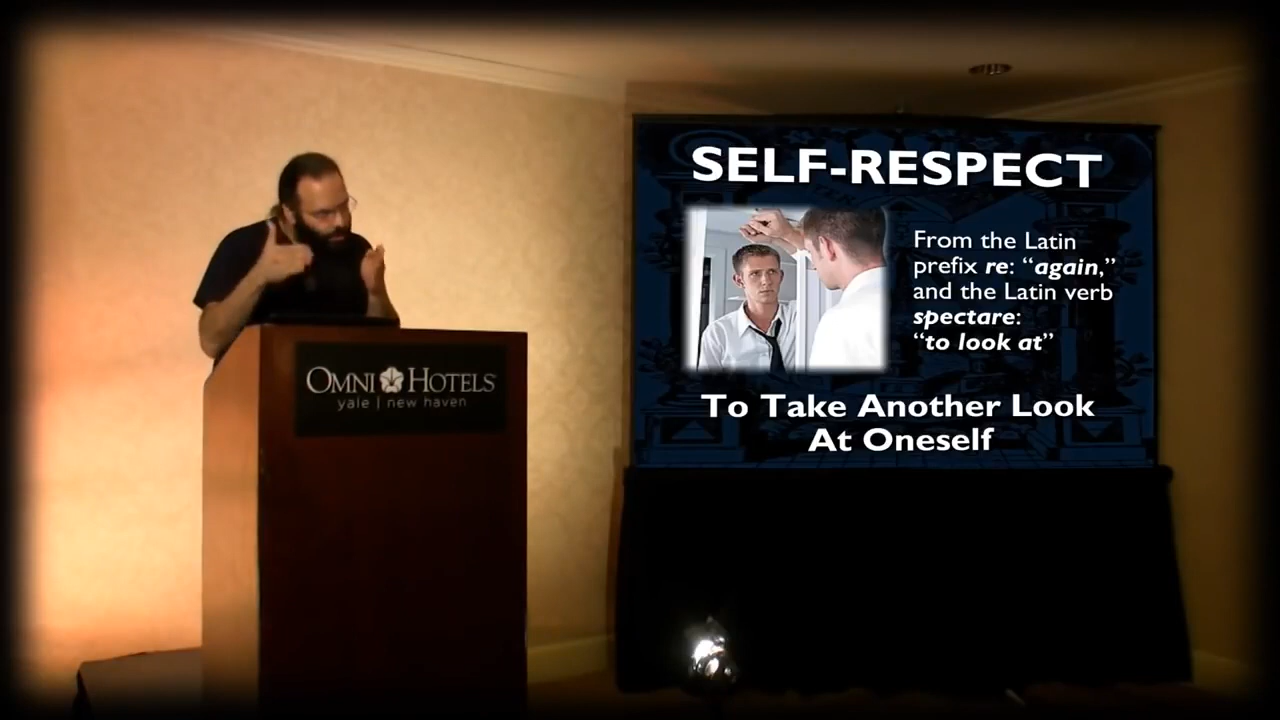 OMNI HOTELS
yale | new haven
SELF-RESPECT
From the Latin
prefix re: “again,”
and the Latin verb
spectare:
“to look at”
To Take Another Look
At Oneself